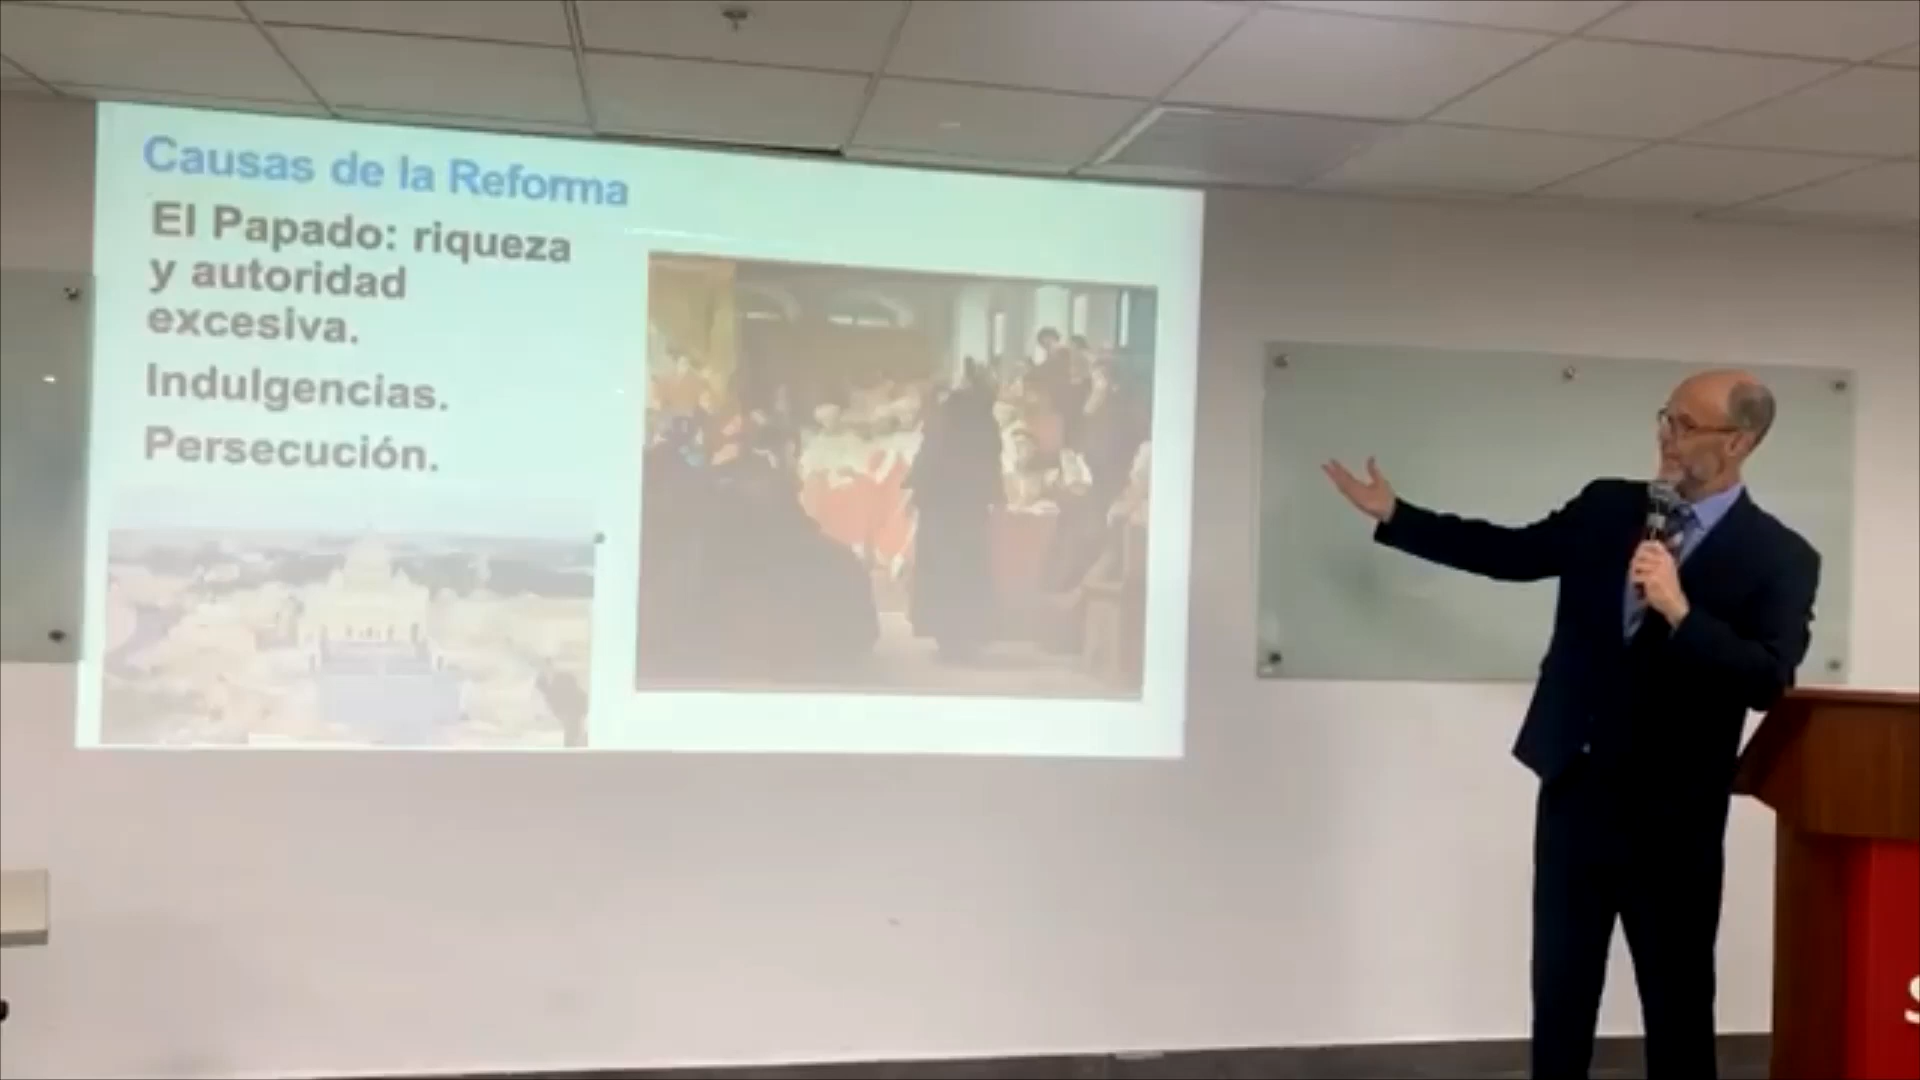 Causas de la Reforma
El Papado: riqueza
y autoridad
excesiva.
Indulgencias.
Persecución.
S